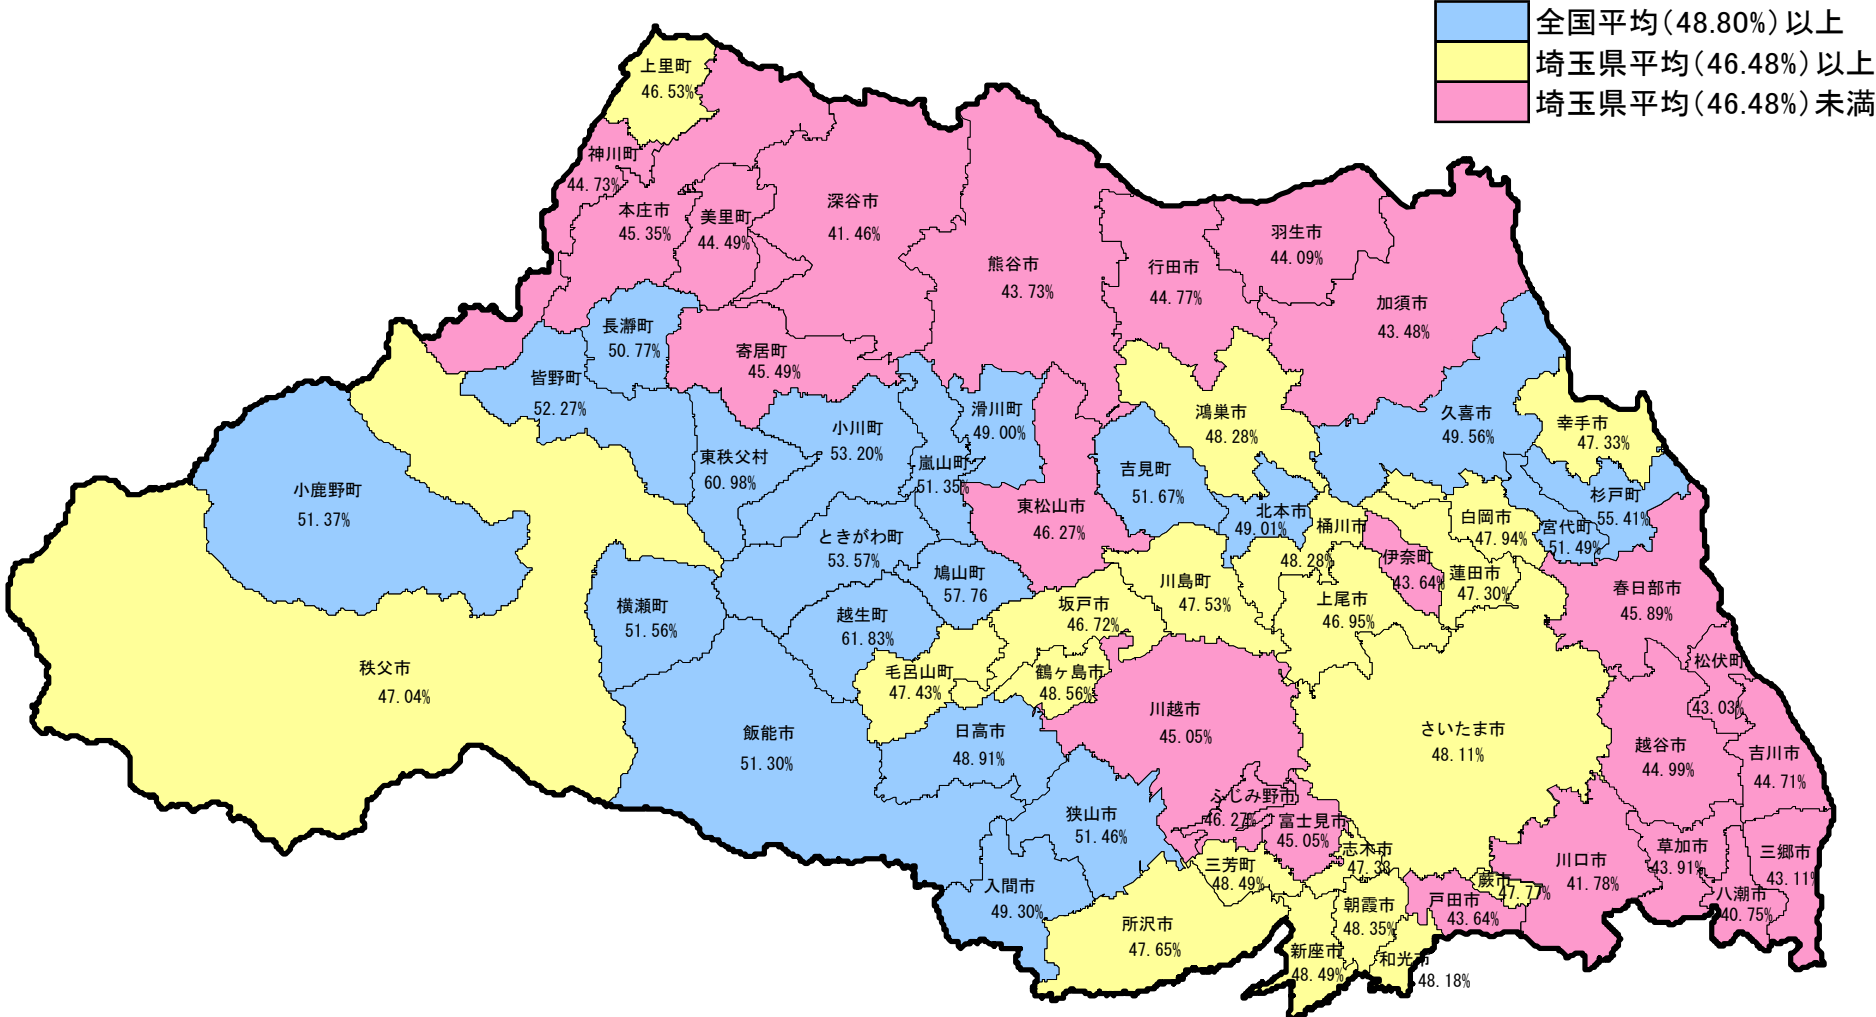 全国平均(48.80%)以上
埼玉県平均(46.48%)以上
埼玉県平均(46.48%)未満
上里町
46.53%
神川町
44.73%
本庄市
45.35%
美里町
44.49%
深谷市
41.46%
熊谷市
43.73%
行田市
44.77%
羽生市
44.09%
加須市
43.48%
長瀞町
50.77%
皆野町
52.27%
寄居町
45.49%
小川町
53.20%
東秩父村
60.98%
嵐山町
51.35%
滑川町
49.00%
東松山市
46.27%
吉見町
51.67%
鴻巣市
48.28%
久喜市
49.56%
幸手市
47.33%
杉戸町
55.41%
宮代町
51.49%
白岡市
47.94%
北本市
49.01%
桶川市
48.28%
伊奈町
43.64%
蓮田市
47.30%
上尾市
46.95%
小鹿野町
51.37%
秩父市
47.04%
横瀬町
51.56%
ときがわ町
53.57%
鳩山町
57.76
越生町
61.83%
毛呂山町
47.43%
坂戸市
46.72%
鶴ヶ島市
48.56%
川島町
47.53%
春日部市
45.89%
松伏町
43.03%
越谷市
44.99%
吉川市
44.71%
さいたま市
48.11%
川越市
45.05%
飯能市
51.30%
日高市
48.91%
狭山市
51.46%
入間市
49.30%
所沢市
47.65%
ふじみ野市
46.27%
富士見市
45.05%
三芳町
48.49%
志木市
47.33
朝霞市
48.35%
新座市
48.49%
和光市
48.18%
戸田市
43.64%
蕨市
47.77%
川口市
41.78%
草加市
43.91%
八潮市
40.75%
三郷市
43.11%